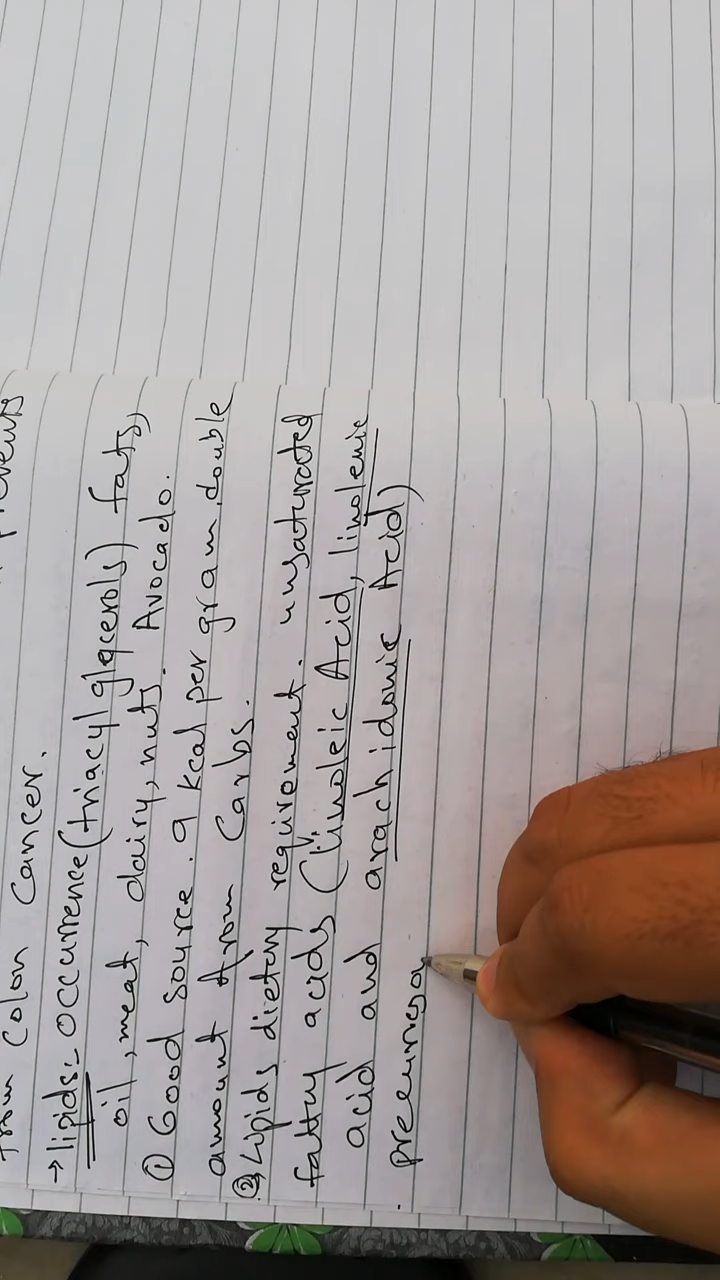 from Colon Cancer.
→ lipids:- occurrence (triacylglycerols) fats,
oil, meat, dairy, nuts. Avocado.
① Good source. 9 kcal per gram, double
amount from Carbs.
② Lipids dietary requirement. unsaturated
fatty acids (linoleic Acid, linolenic
acid and arachidonic Acid)